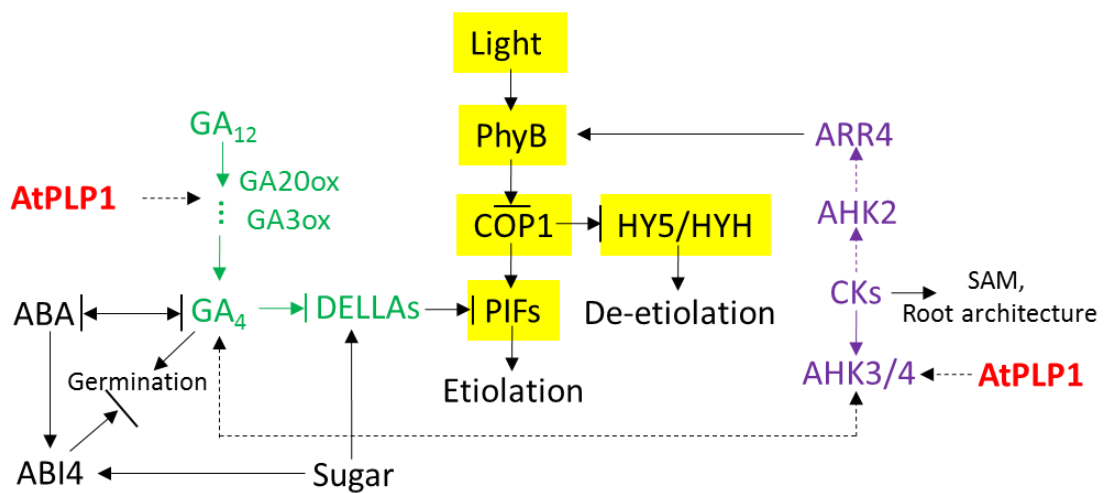 Light
GA12
PhyB
ARR4
AtPLP1
GA20ox
GA3ox
AHK2
COP1
HY5/HYH
CKs
SAM,
Root architecture
ABA
GA4
DELLAs
PIFs
De-etiolation
Germination
Etiolation
AHK3/4
AtPLP1
ABI4
Sugar